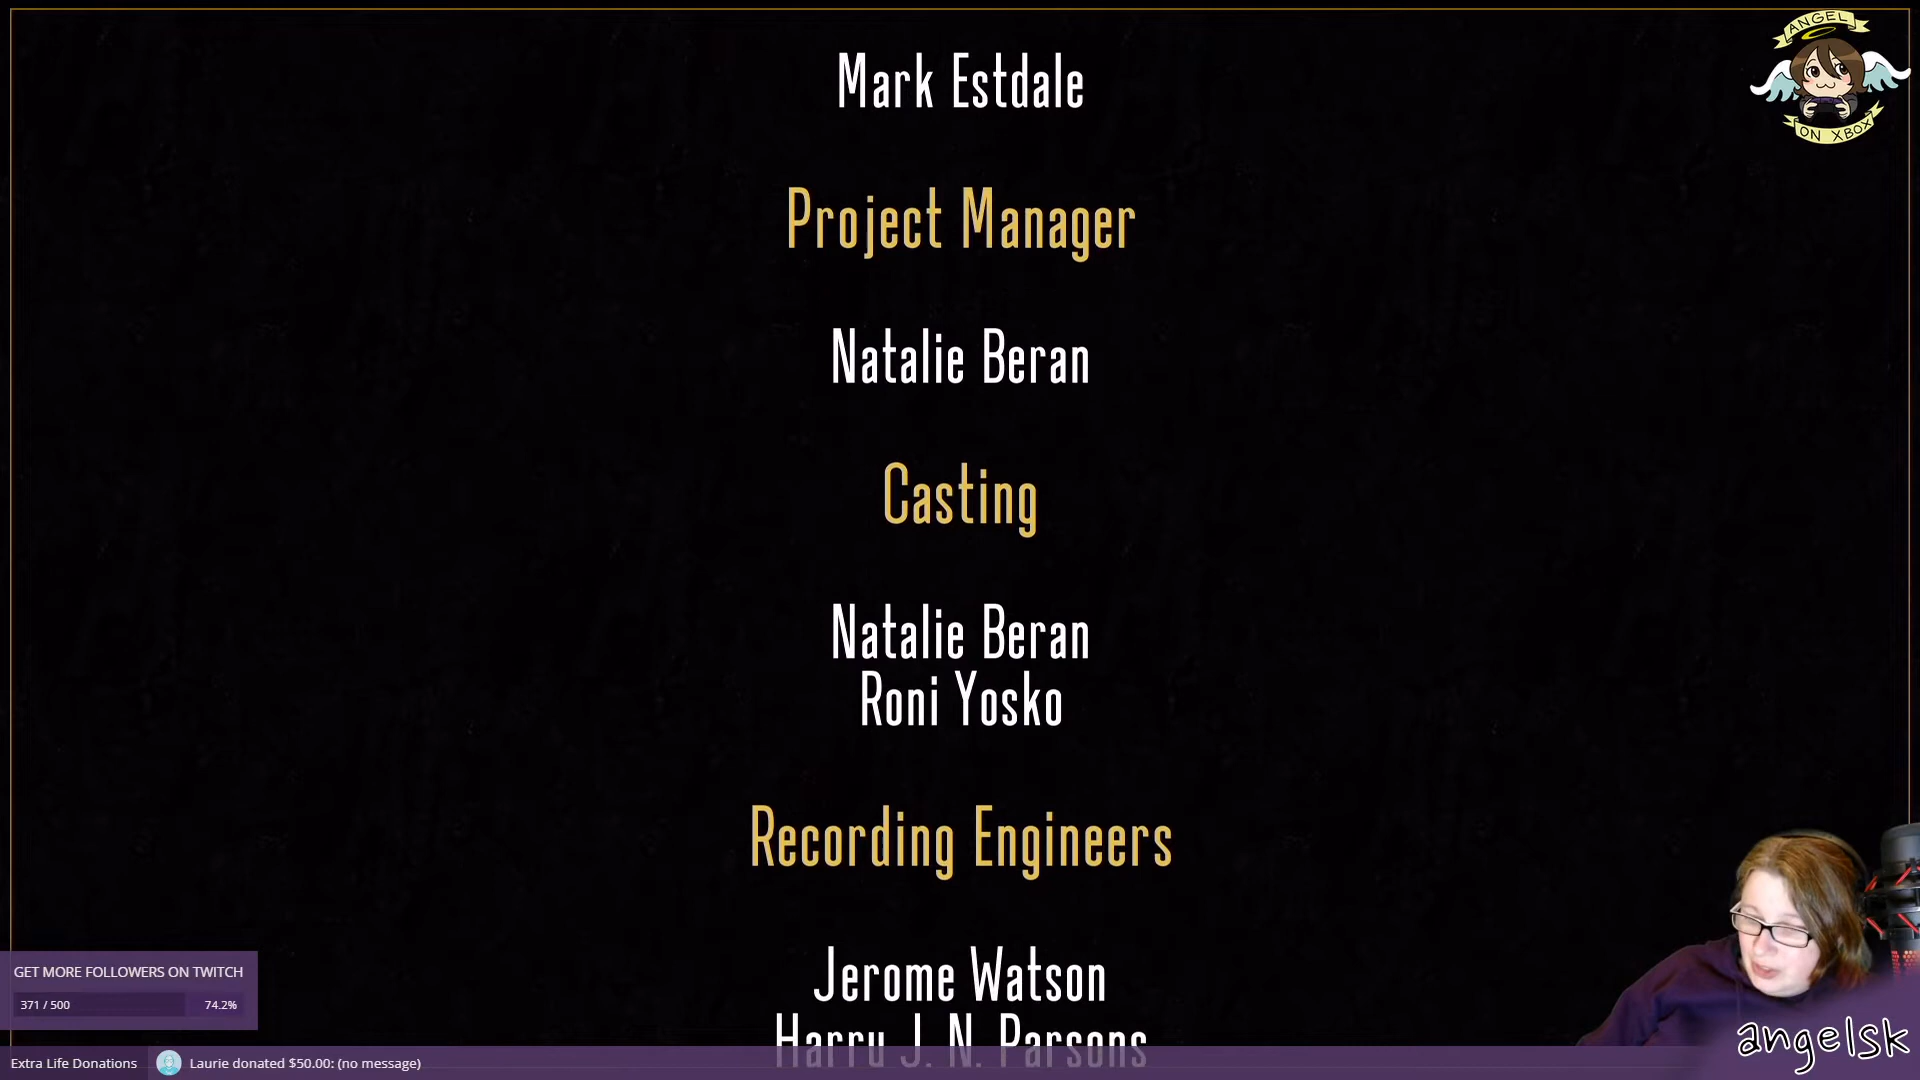 Mark Estdale
ANGEL
ON XBOX
Project Manager
Natalie Beran
Casting
Natalie Beran
Roni Yosko
Recording Engineers
Jerome Watson
Harry J. N. Parsons
GET MORE FOLLOWERS ON TWITCH
371 / 500 74.2%
angelsk
Extra Life Donations Laurie donated $50.00: (no message)